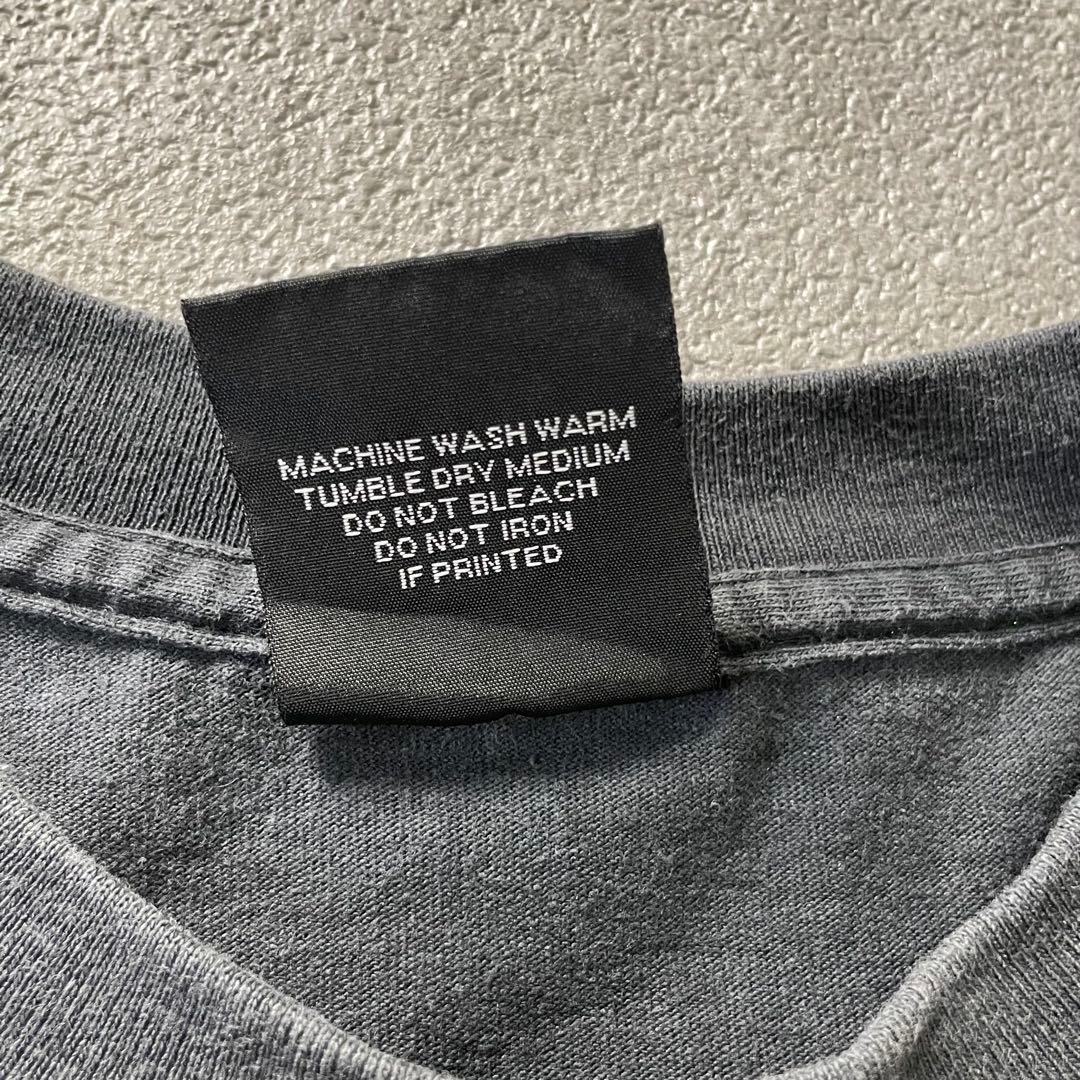 MACHINE WASH WARM
TUMBLE DRY MEDIUM
DO NOT BLEACH
DO NOT IRON
IF PRINTED